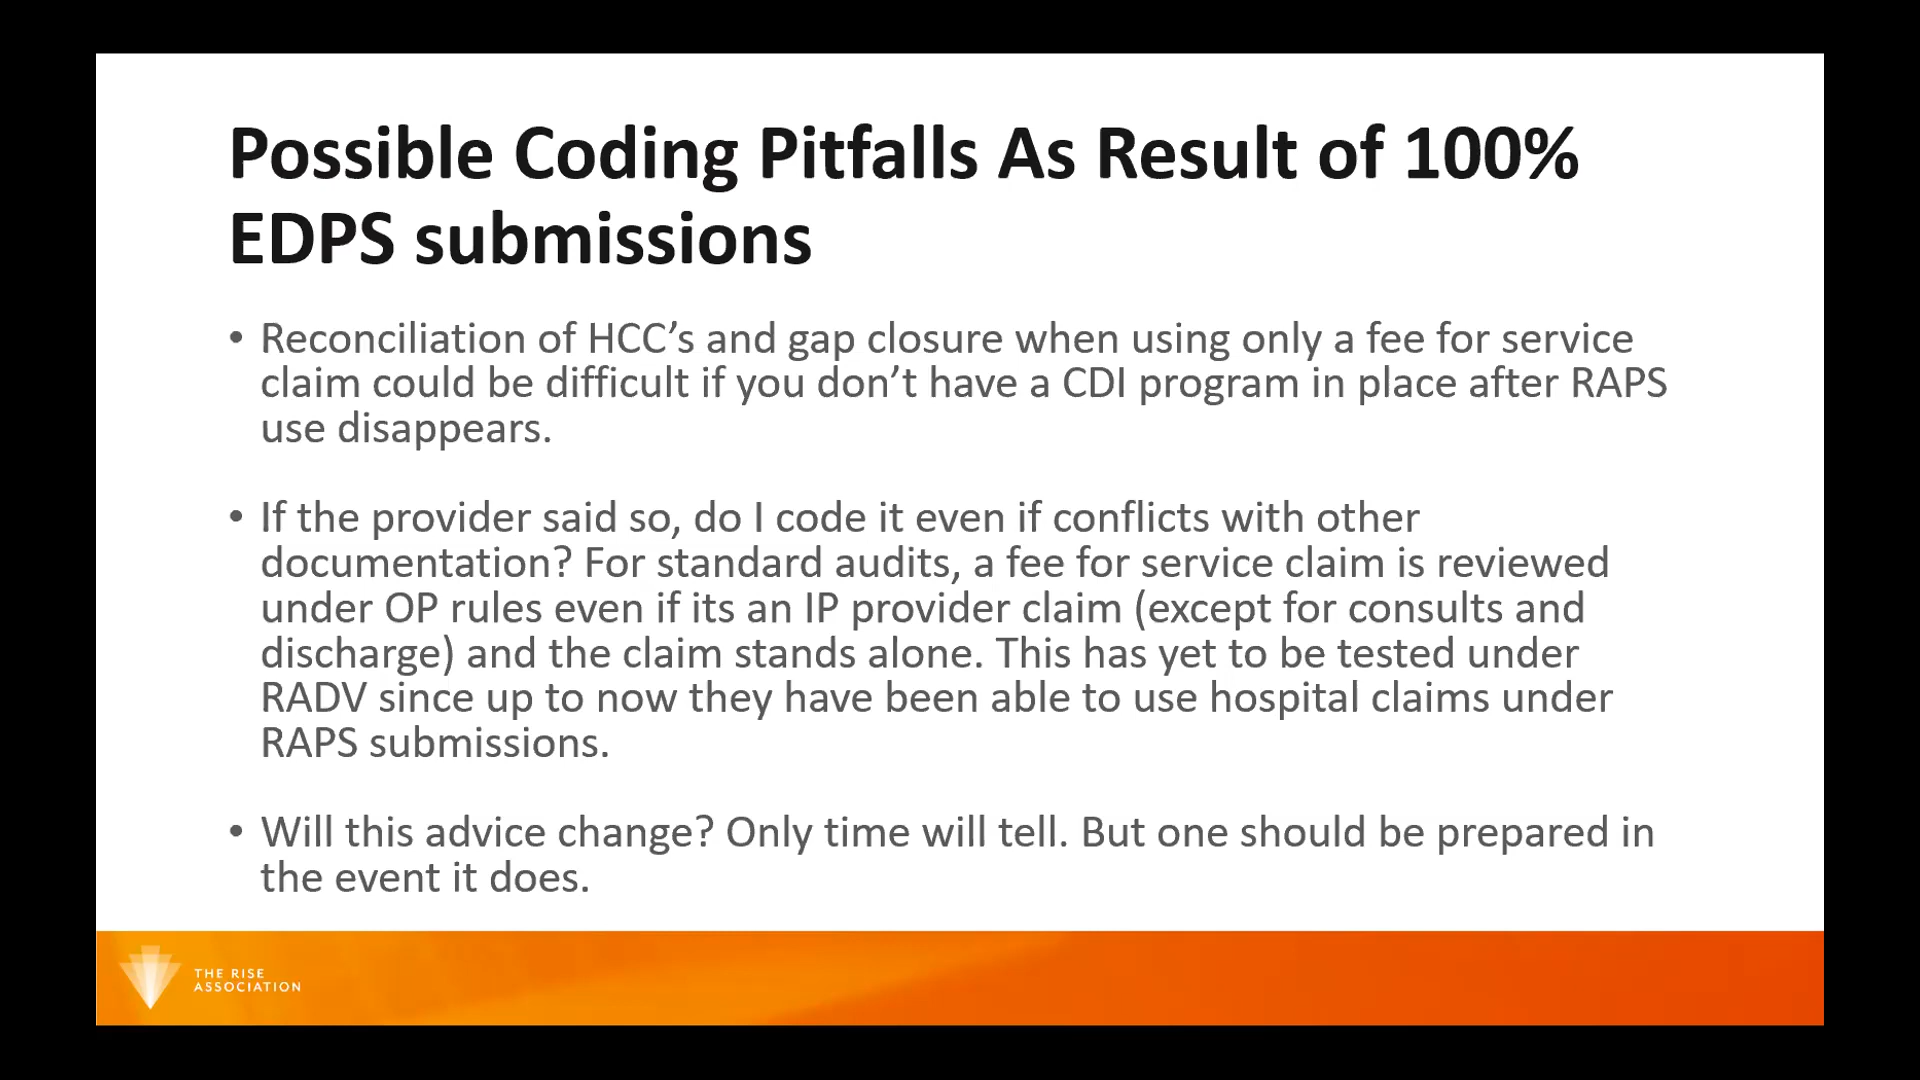 Possible Coding Pitfalls As Result of 100%
EDPS submissions
• Reconciliation of HCC’s and gap closure when using only a fee for service
claim could be difficult if you don’t have a CDI program in place after RAPS
use disappears.
• If the provider said so, do I code it even if conflicts with other
documentation? For standard audits, a fee for service claim is reviewed
under OP rules even if its an IP provider claim (except for consults and
discharge) and the claim stands alone. This has yet to be tested under
RADV since up to now they have been able to use hospital claims under
RAPS submissions.
• Will this advice change? Only time will tell. But one should be prepared in
the event it does.
THE RISE
ASSOCIATION